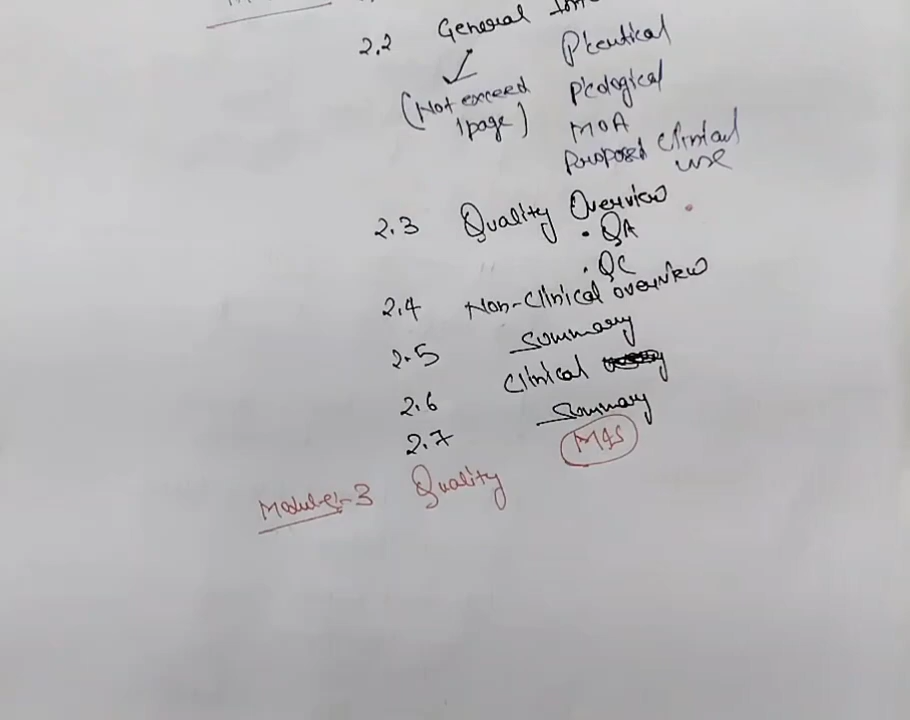 2.2 General
Pceutical
(Not exceed
1page)
Pcological
MOA
Proposed Clinical
use
2.3 Quality Overview
• QA
• QC
2.4 Non-Clinical overview
2.5 Summary
2.6 Clinical
2.7 Summary
Module:-3 Quality M4S